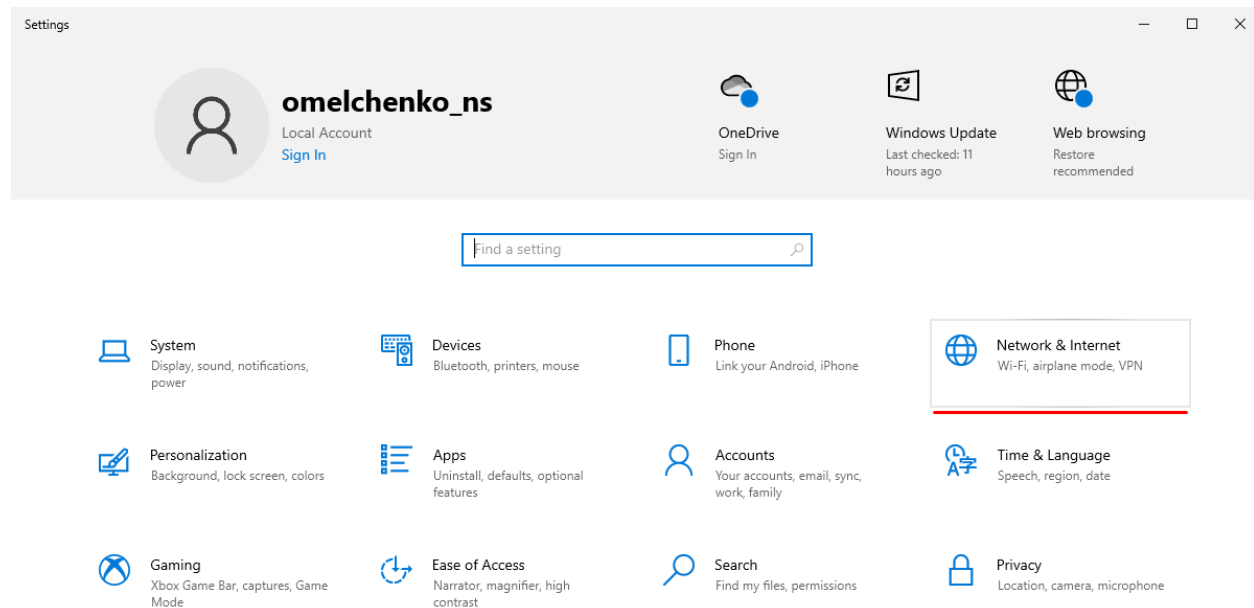 Settings
omelchenko_ns
Local Account
Sign In
OneDrive
Sign In
Windows Update
Last checked: 11
hours ago
Web browsing
Restore
recommended
Find a setting
System
Display, sound, notifications,
power
Devices
Bluetooth, printers, mouse
Phone
Link your Android, iPhone
Network & Internet
Wi-Fi, airplane mode, VPN
Personalization
Background, lock screen, colors
Apps
Uninstall, defaults, optional
features
Accounts
Your accounts, email, sync,
work, family
Time & Language
Speech, region, date
Gaming
Xbox Game Bar, captures, Game
Mode
Ease of Access
Narrator, magnifier, high
contrast
Search
Find my files, permissions
Privacy
Location, camera, microphone